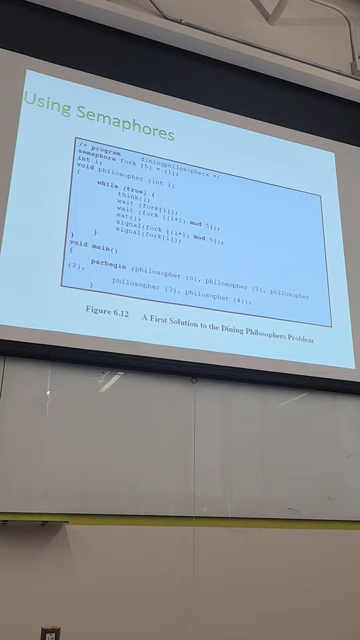 Using Semaphores
/* program diningphilosophers */
semaphore fork [5] = {1};
int i;
void philosopher (int i)
{
while (true) {
think();
wait (fork[i]);
wait (fork [(i+1) mod 5]);
eat();
signal(fork [(i+1) mod 5]);
signal(fork[i]);
}
}
void main()
{
parbegin (philosopher (0), philosopher (1), philosopher
(2),
philosopher (3), philosopher (4));
}
Figure 6.12 A First Solution to the Dining Philosophers Problem